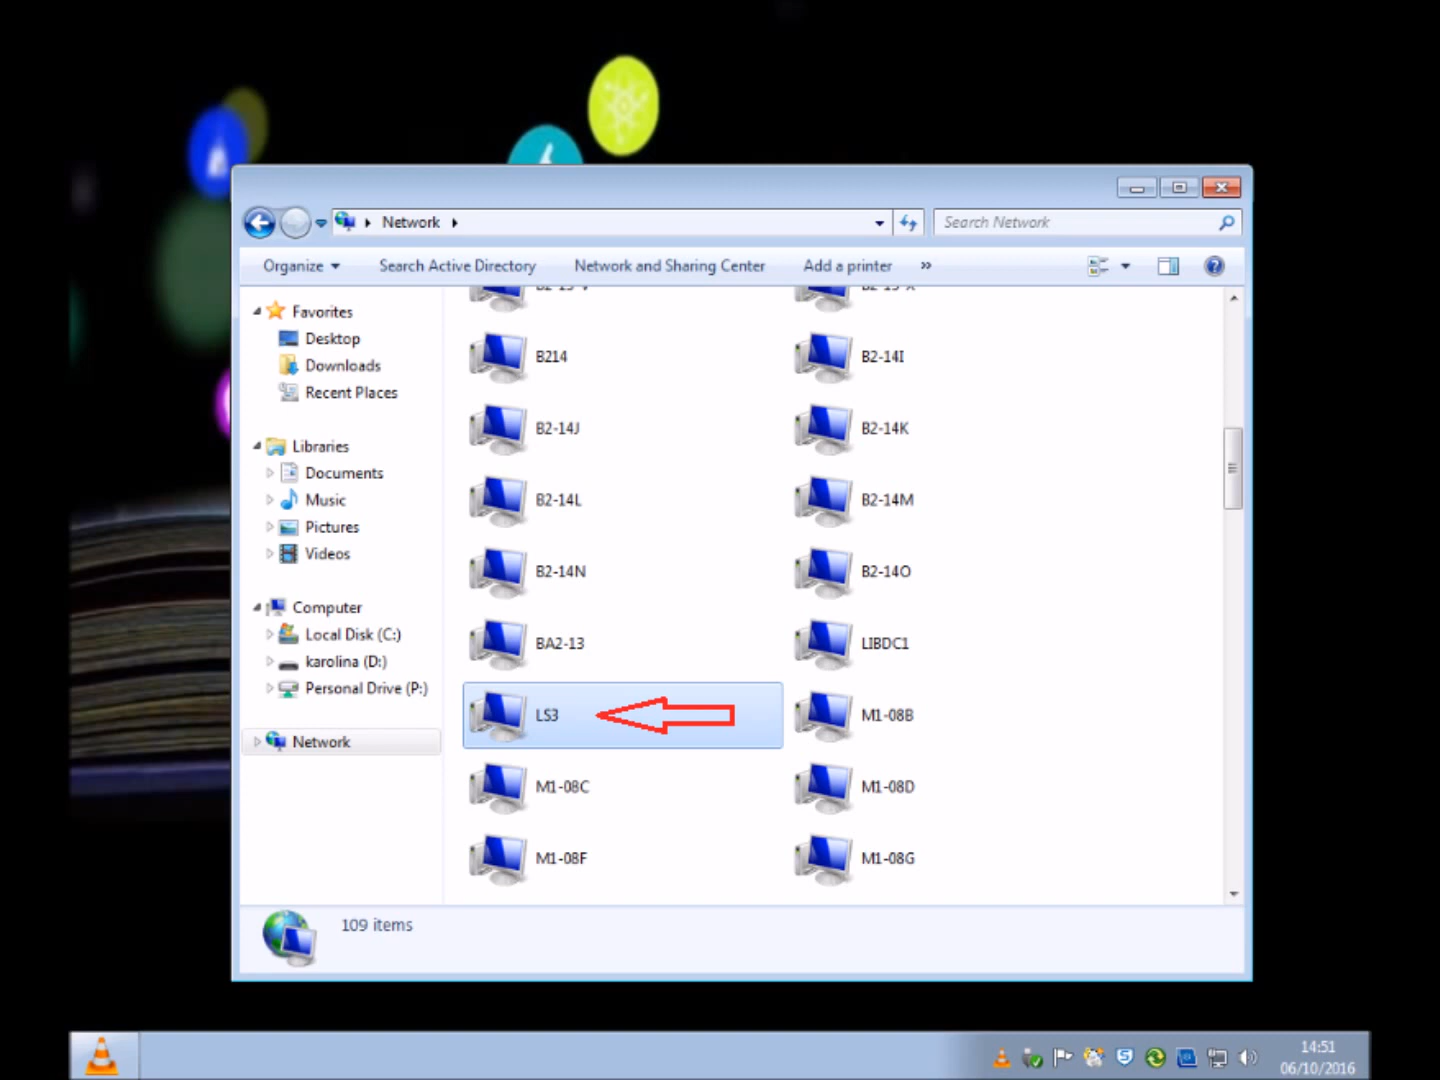 Network
Search Network
Organize
Search Active Directory
Network and Sharing Center
Add a printer
»
Favorites
Desktop
Downloads
Recent Places
Libraries
Documents
Music
Pictures
Videos
Computer
Local Disk (C:)
karolina (D:)
Personal Drive (P:)
Network
B214
B2-14I
B2-14J
B2-14K
B2-14L
B2-14M
B2-14N
B2-14O
BA2-13
LIBDC1
LS3
M1-08B
M1-08C
M1-08D
M1-08F
M1-08G
109 items
14:51
06/10/2016